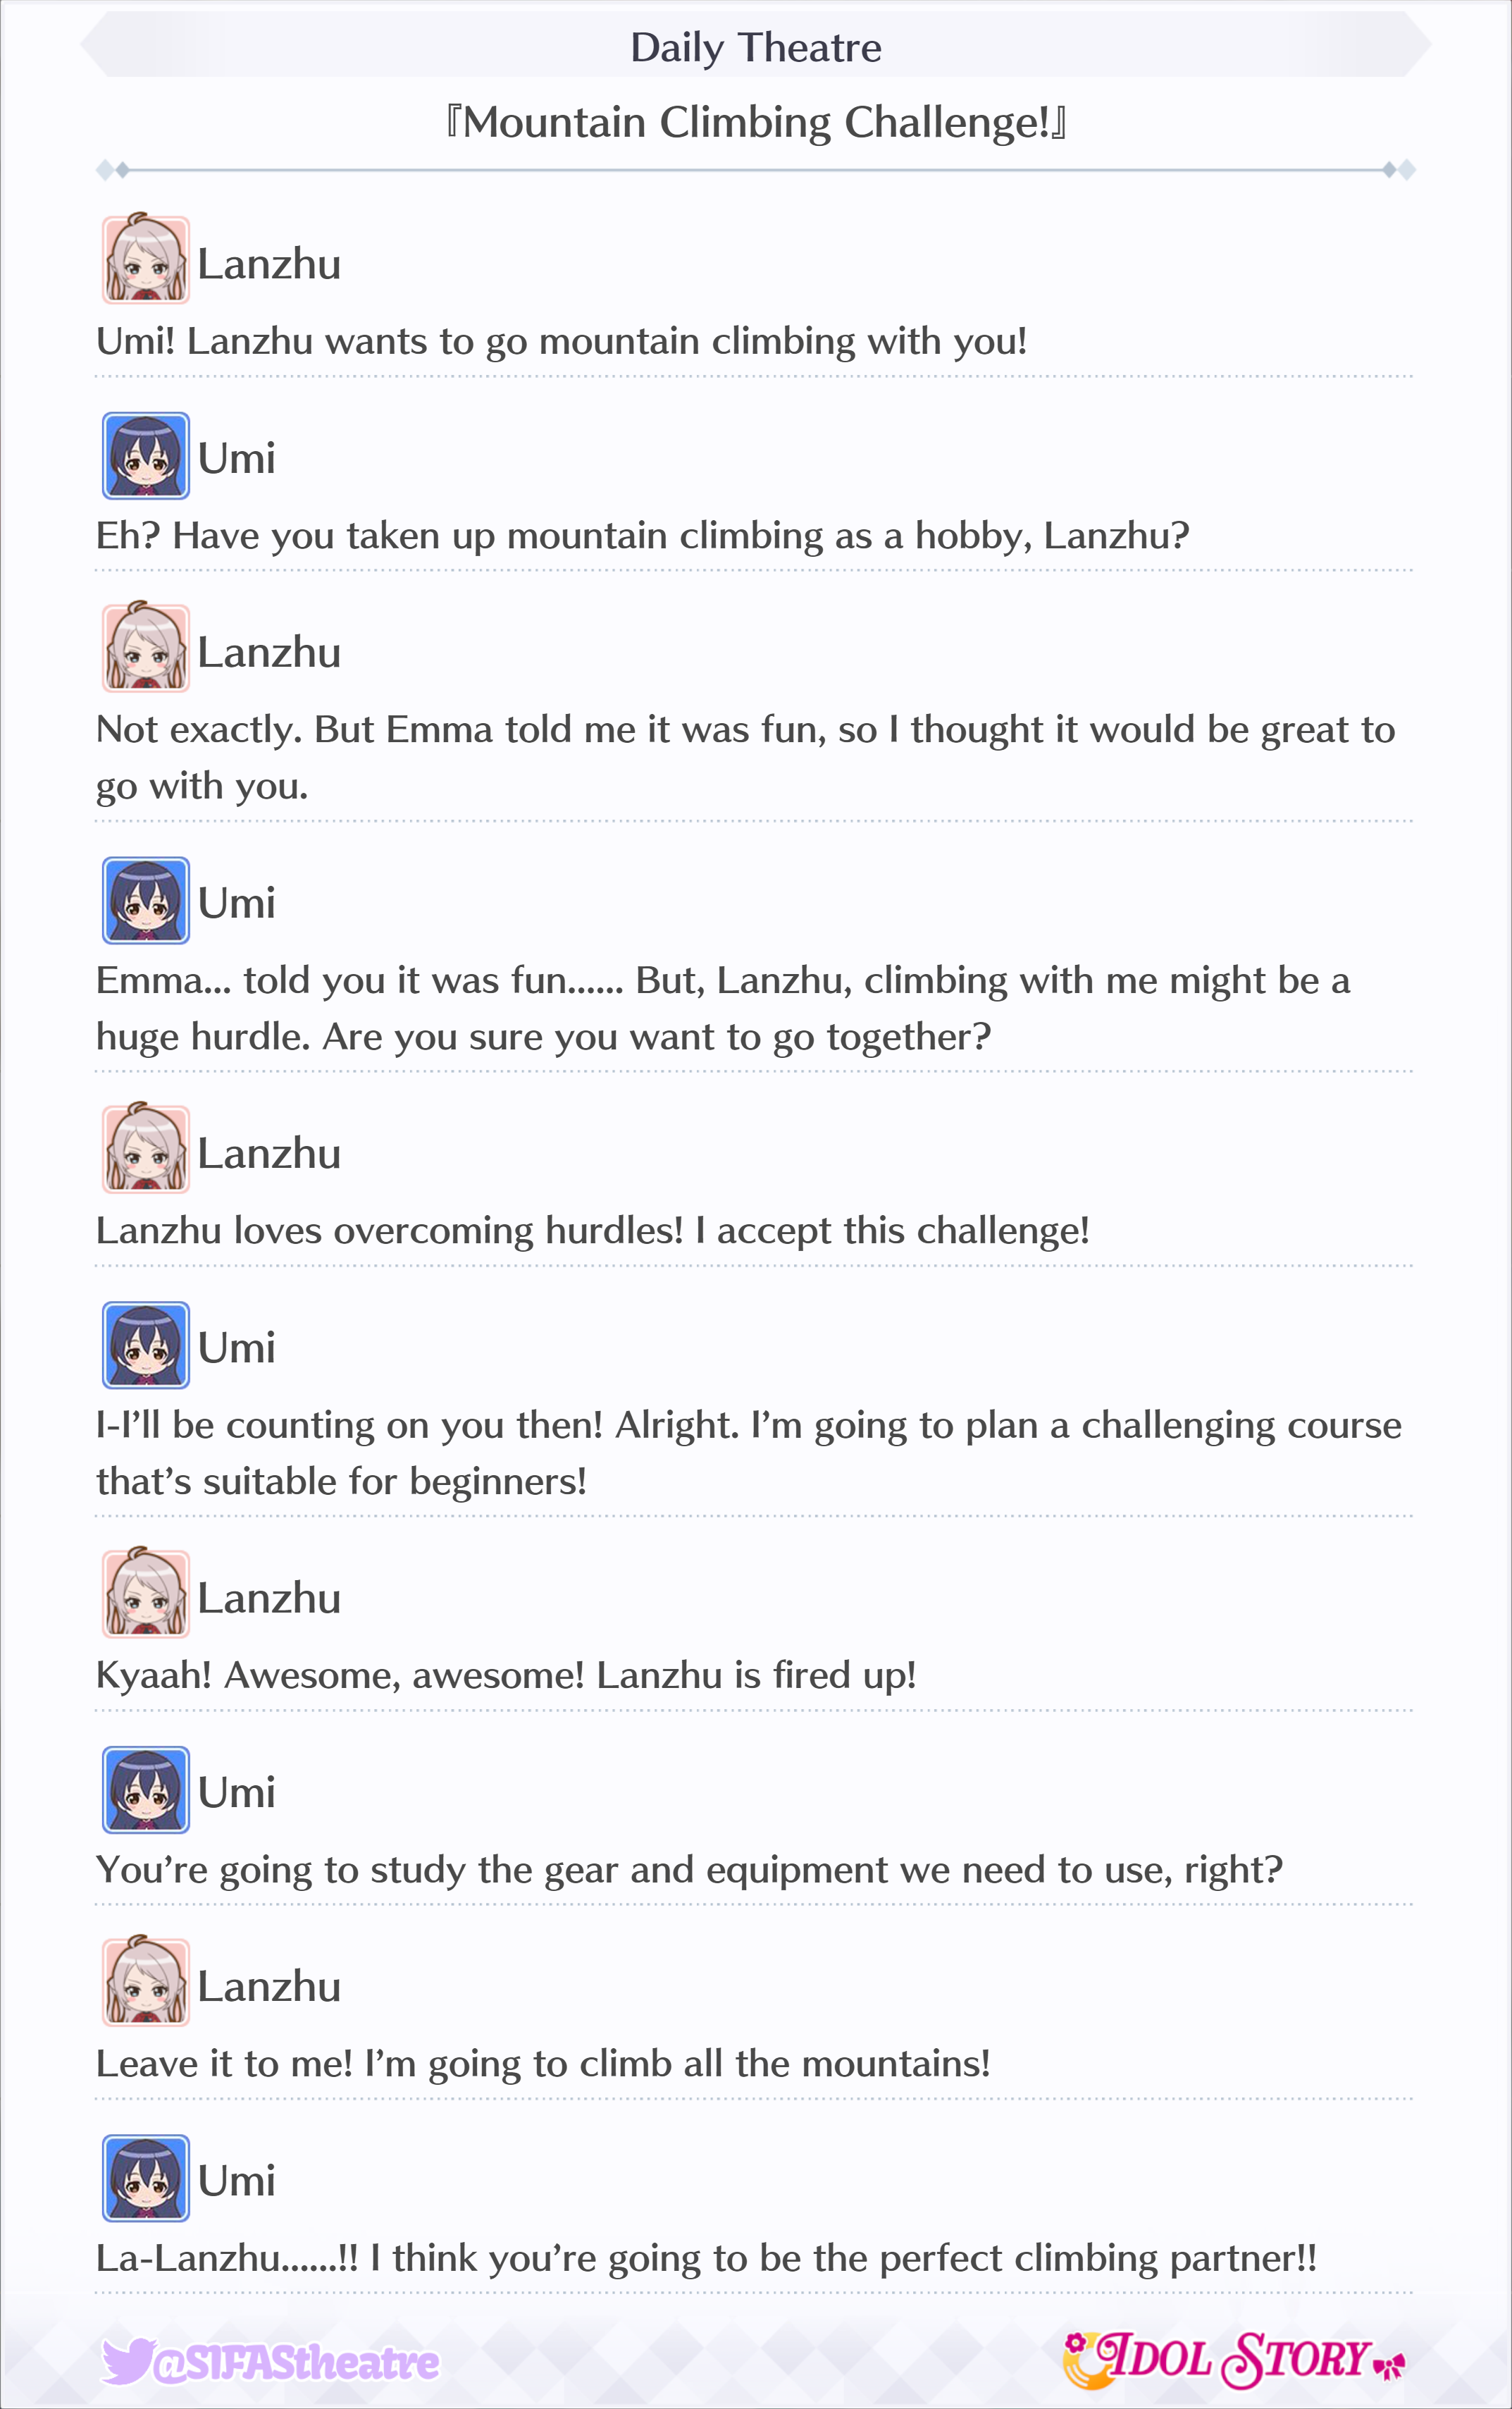 Daily Theatre
『Mountain Climbing Challenge!』
Lanzhu
Umi! Lanzhu wants to go mountain climbing with you!
Umi
Eh? Have you taken up mountain climbing as a hobby, Lanzhu?
Lanzhu
Not exactly. But Emma told me it was fun, so I thought it would be great to
go with you.
Umi
Emma... told you it was fun...... But, Lanzhu, climbing with me might be a
huge hurdle. Are you sure you want to go together?
Lanzhu
Lanzhu loves overcoming hurdles! I accept this challenge!
Umi
I-I’ll be counting on you then! Alright. I’m going to plan a challenging course
that’s suitable for beginners!
Lanzhu
Kyaah! Awesome, awesome! Lanzhu is fired up!
Umi
You’re going to study the gear and equipment we need to use, right?
Lanzhu
Leave it to me! I’m going to climb all the mountains!
Umi
La-Lanzhu......!! I think you’re going to be the perfect climbing partner!!
@SIFAStheatre
IDOL STORY